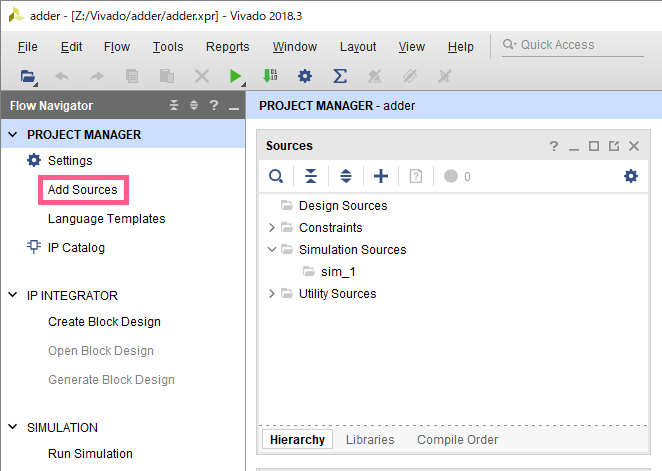 adder - [Z:/Vivado/adder/adder.xpr] - Vivado 2018.3
File Edit Flow Tools Reports Window Layout View Help Quick Access
Flow Navigator
PROJECT MANAGER
Settings
Add Sources
Language Templates
IP Catalog
IP INTEGRATOR
Create Block Design
Open Block Design
Generate Block Design
SIMULATION
Run Simulation
PROJECT MANAGER - adder
Sources
0
Design Sources
Constraints
Simulation Sources
sim_1
Utility Sources
Hierarchy Libraries Compile Order